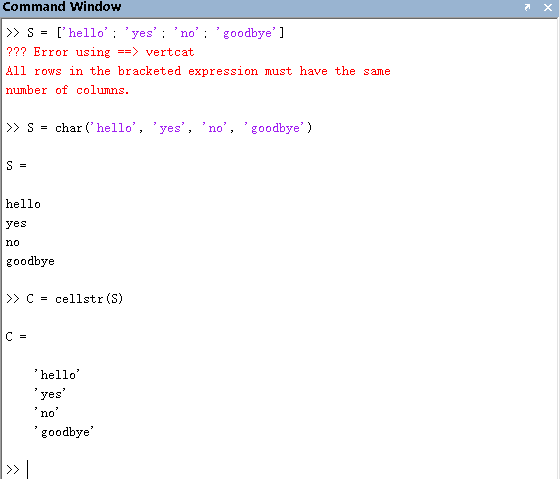 Command Window
>> S = ['hello'; 'yes'; 'no'; 'goodbye']
??? Error using ==> vertcat
All rows in the bracketed expression must have the same
number of columns.
>> S = char('hello', 'yes', 'no', 'goodbye')
S =
hello
yes
no
goodbye
>> C = cellstr(S)
C =
'hello'
'yes'
'no'
'goodbye'
>>